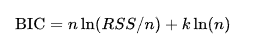 BIC = n ln(RSS/n) + k ln(n)